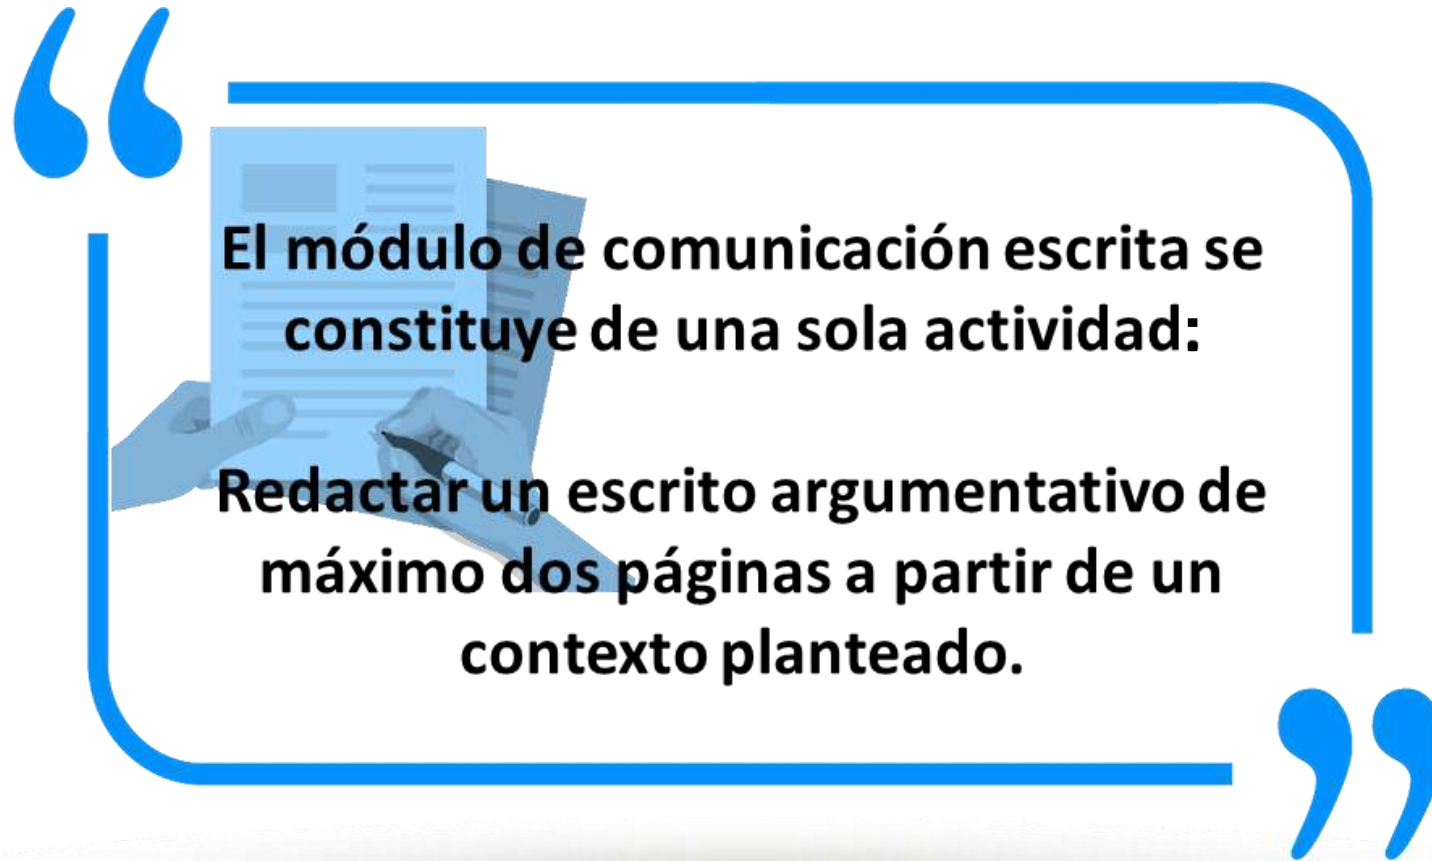 El módulo de comunicación escrita se
constituye de una sola actividad:
Redactar un escrito argumentativo de
máximo dos páginas a partir de un
contexto planteado.